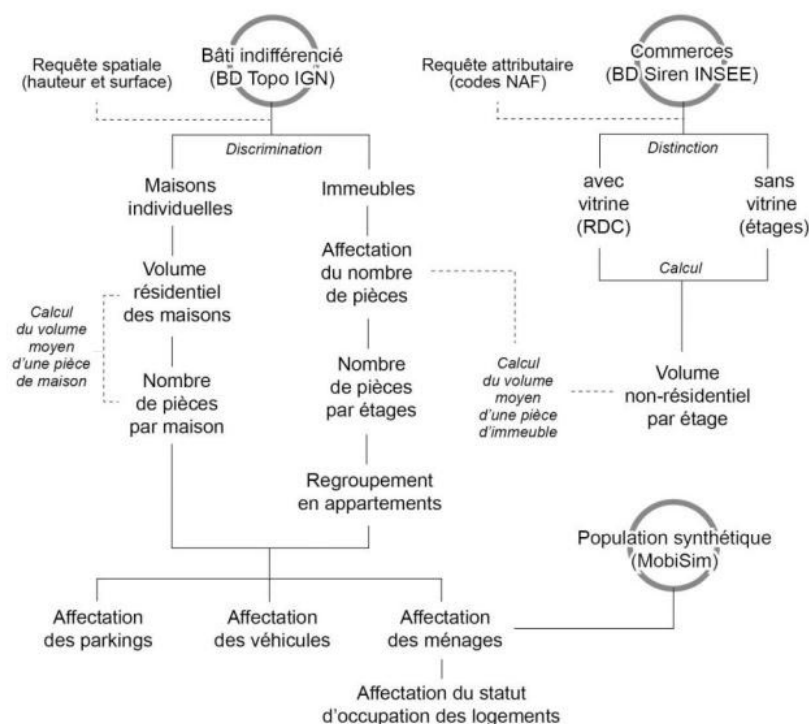 Requête spatiale
(hauteur et surface)
Bâti indifférencié
(BD Topo IGN)
Requête attributaire
(codes NAF)
Commerces
(BD Siren INSEE)
Discrimination
Distinction
Maisons
individuelles
Immeubles
avec
vitrine
(RDC)
sans
vitrine
(étages)
Volume
résidentiel
des maisons
Affectation
du nombre
de pièces
Calcul
Calcul
du volume
moyen
d'une pièce
de maison
Nombre
de pièces
par maison
Nombre
de pièces
par étages
Calcul
du volume
moyen
d'une pièce
d'immeuble
Volume
non-résidentiel
par étage
Regroupement
en appartements
Population synthétique
(MobiSim)
Affectation
des parkings
Affectation
des véhicules
Affectation
des ménages
Affectation du statut
d'occupation des logements